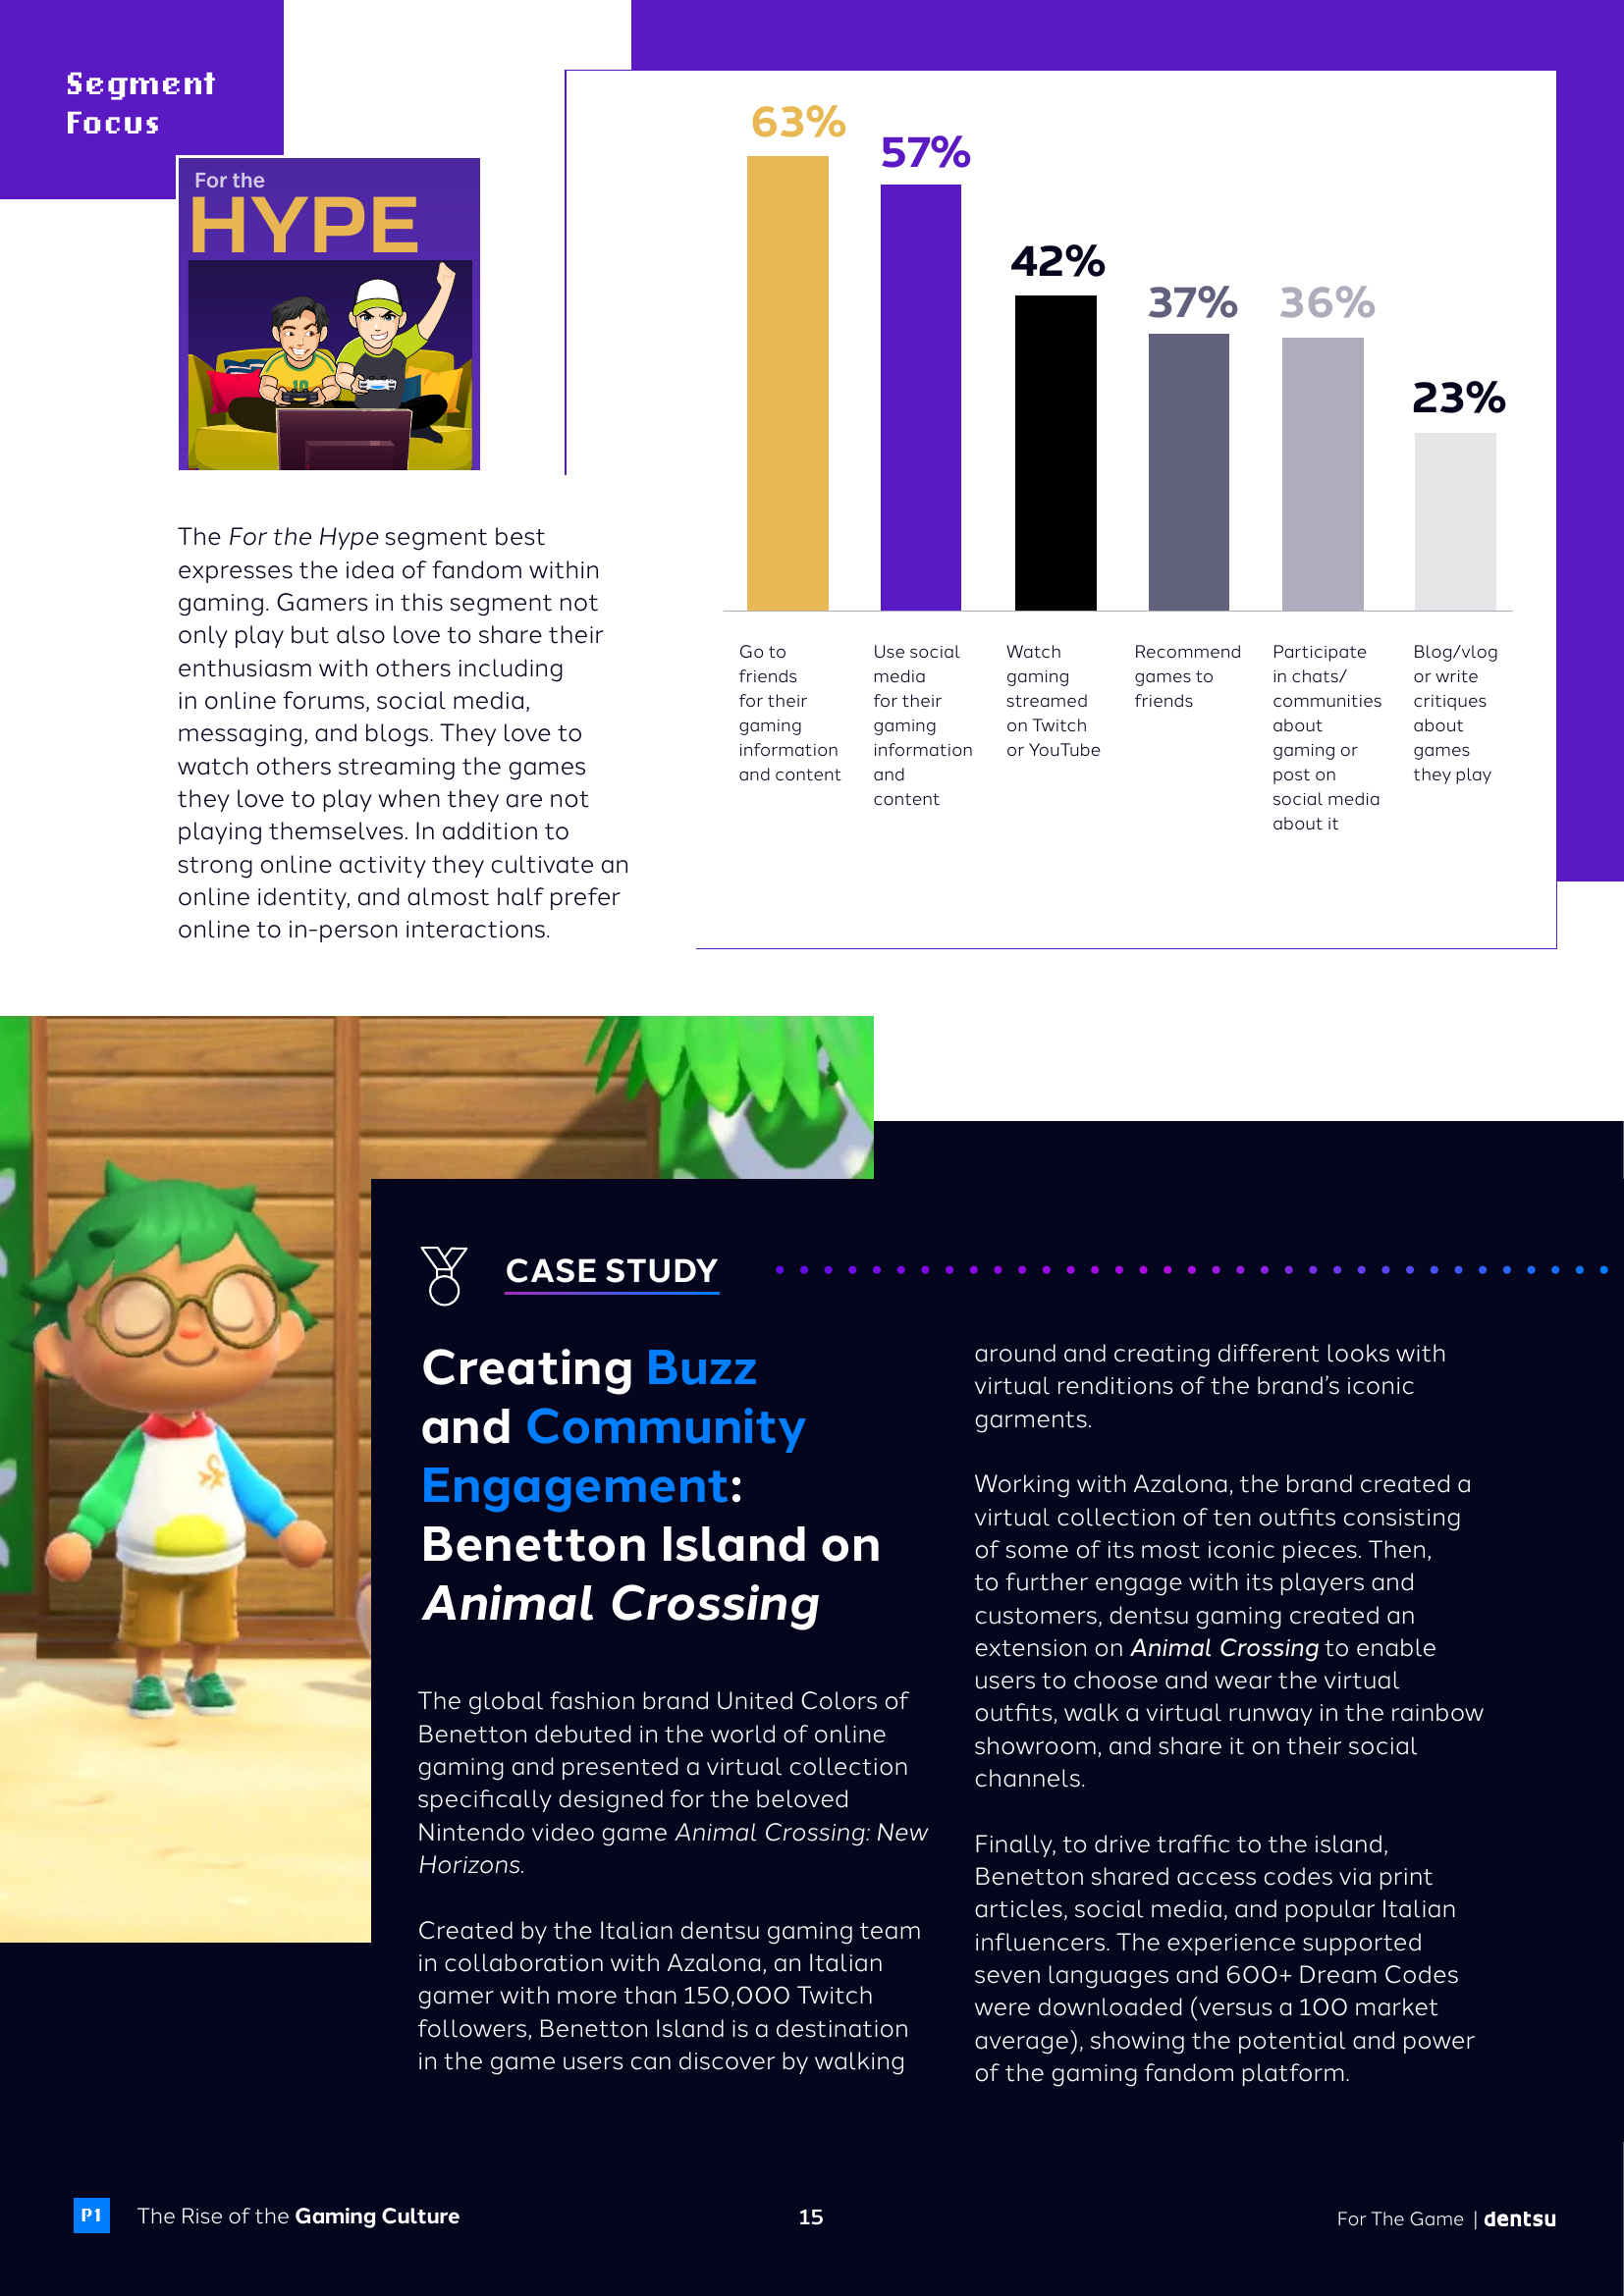 Segment
Focus
For the
HYPE
10
The For the Hype segment best
expresses the idea of fandom within
gaming. Gamers in this segment not
only play but also love to share their
enthusiasm with others including
in online forums, social media,
messaging, and blogs. They love to
watch others streaming the games
they love to play when they are not
playing themselves. In addition to
strong online activity they cultivate an
online identity, and almost half prefer
online to in-person interactions.
63%
57%
42%
37%
36%
23%
Go to
friends
for their
gaming
information
and content
Use social
media
for their
gaming
information
and
content
Watch
gaming
streamed
on Twitch
or YouTube
Recommend
games to
friends
Participate
in chats/
communities
about
gaming or
post on
social media
about it
Blog/vlog
or write
critiques
about
games
they play
CASE STUDY
Creating Buzz
and Community
Engagement:
Benetton Island on
Animal Crossing
The global fashion brand United Colors of
Benetton debuted in the world of online
gaming and presented a virtual collection
specifically designed for the beloved
Nintendo video game Animal Crossing: New
Horizons.
Created by the Italian dentsu gaming team
in collaboration with Azalona, an Italian
gamer with more than 150,000 Twitch
followers, Benetton Island is a destination
in the game users can discover by walking
around and creating different looks with
virtual renditions of the brand's iconic
garments.
Working with Azalona, the brand created a
virtual collection of ten outfits consisting
of some of its most iconic pieces. Then,
to further engage with its players and
customers, dentsu gaming created an
extension on Animal Crossing to enable
users to choose and wear the virtual
outfits, walk a virtual runway in the rainbow
showroom, and share it on their social
channels.
Finally, to drive traffic to the island,
Benetton shared access codes via print
articles, social media, and popular Italian
influencers. The experience supported
seven languages and 600+ Dream Codes
were downloaded (versus a 100 market
average), showing the potential and power
of the gaming fandom platform.
P1
The Rise of the Gaming Culture
15
For The Game | dentsu